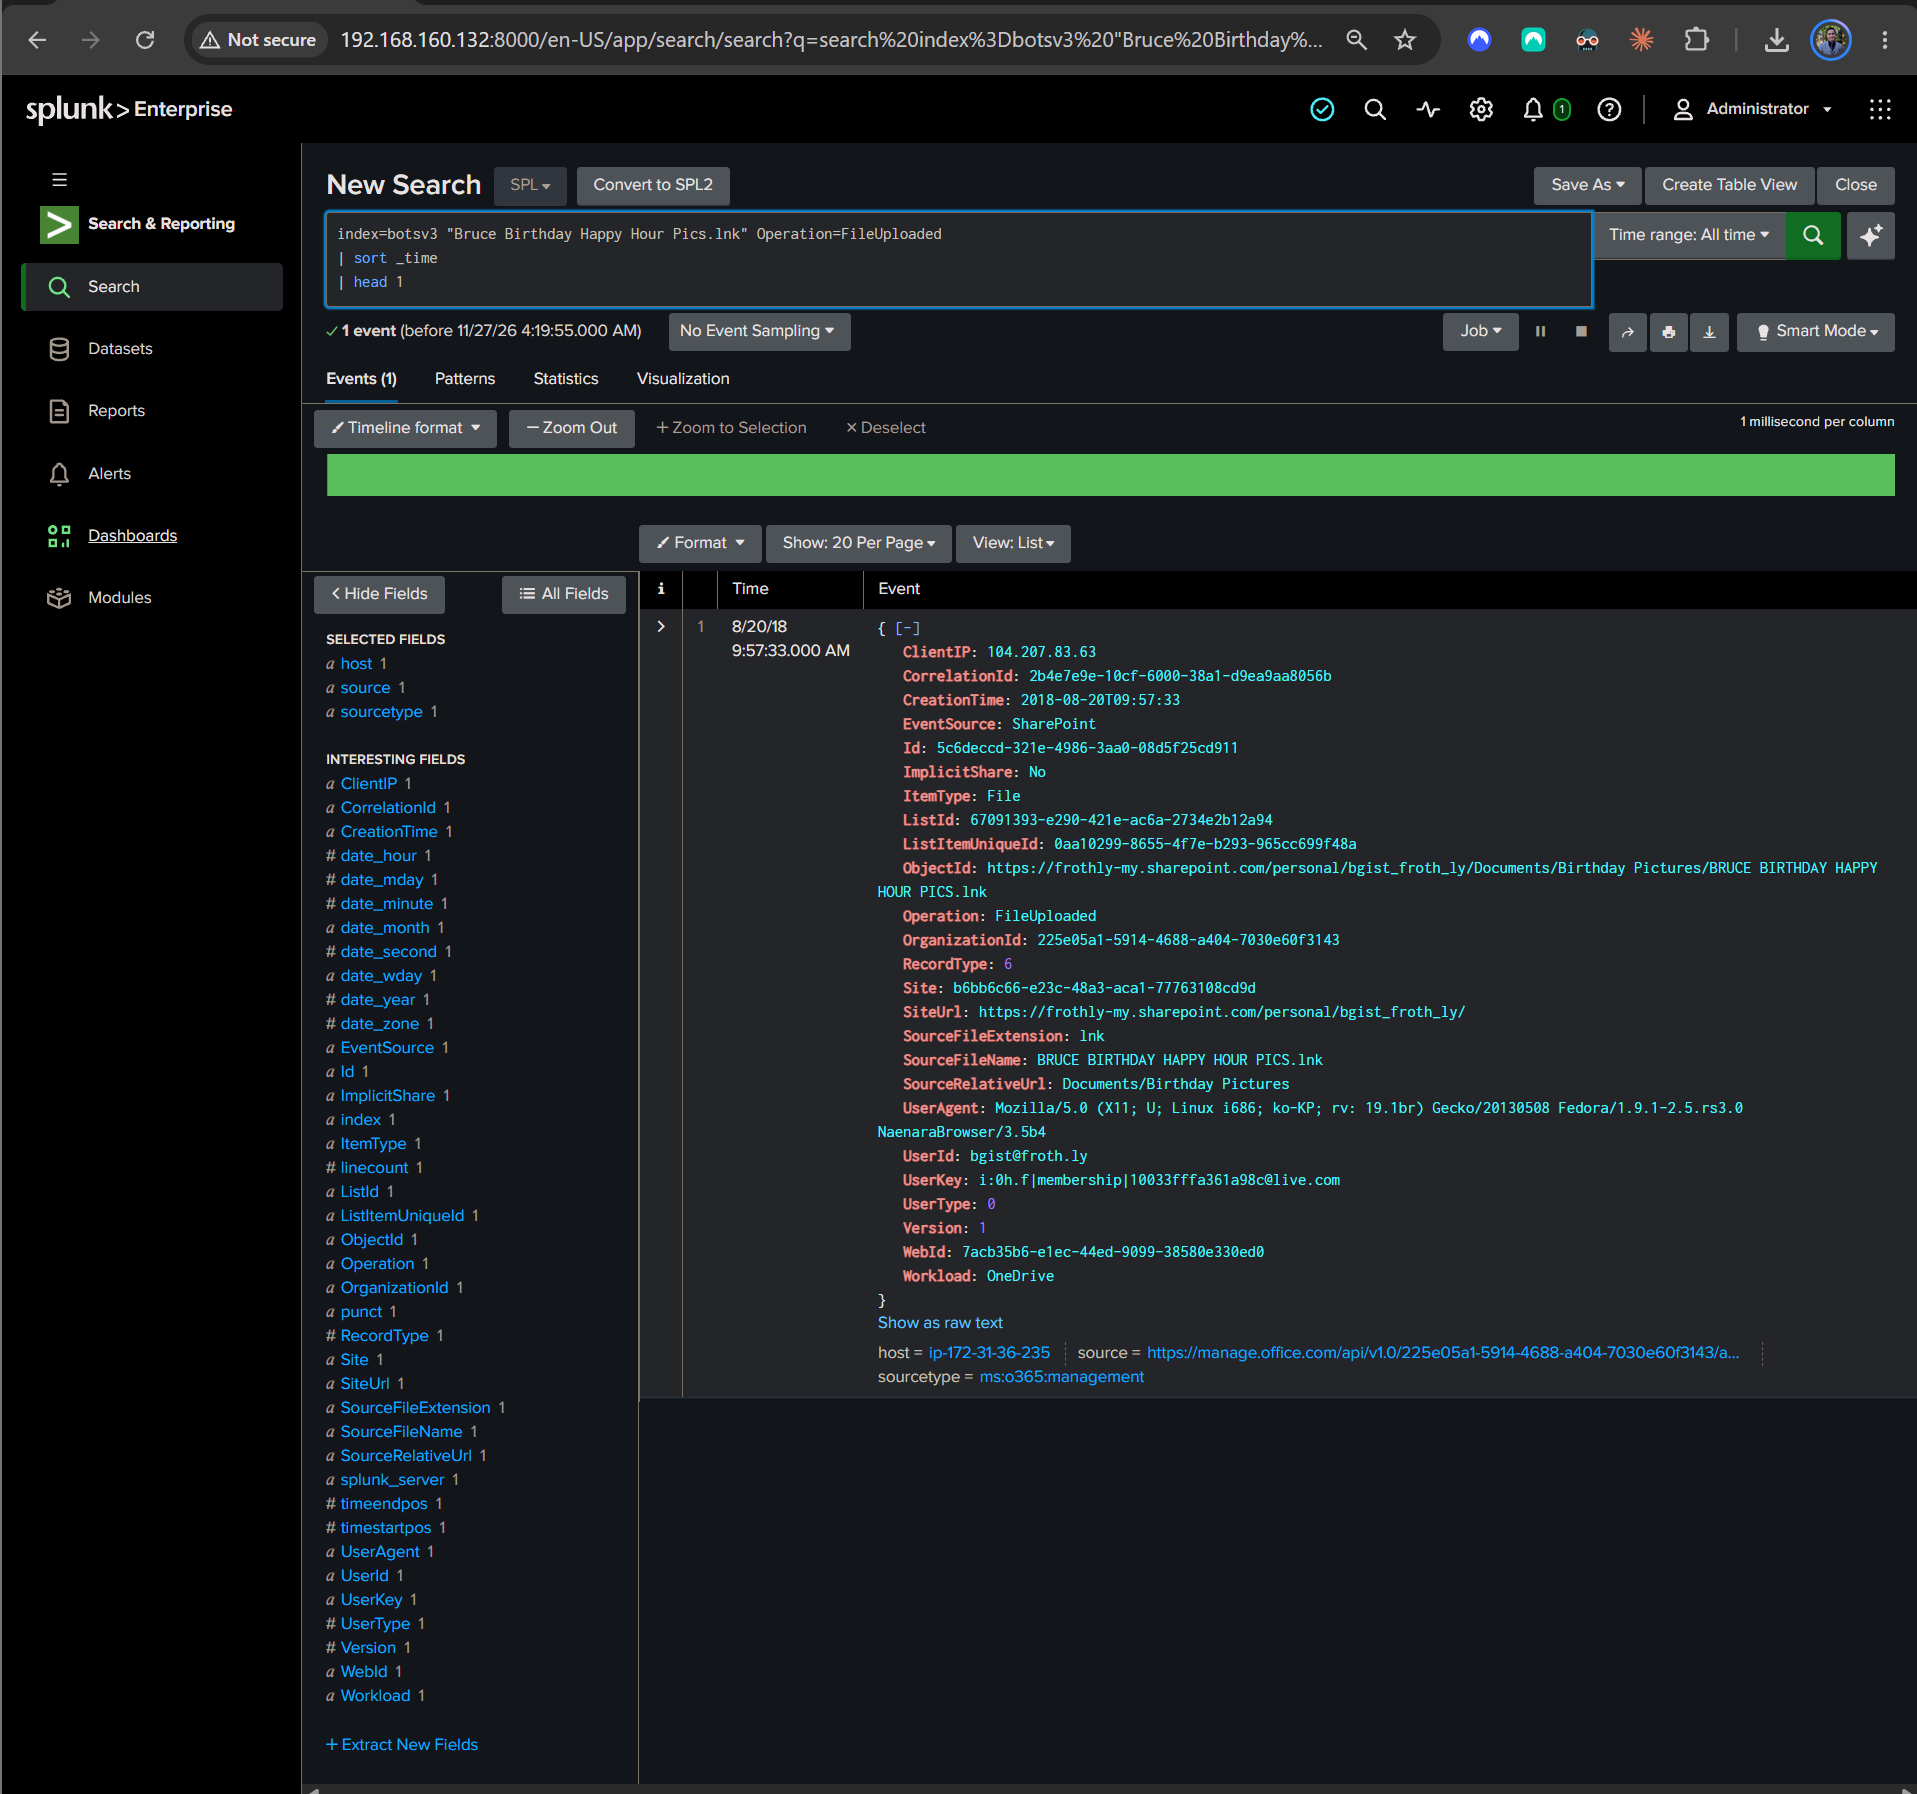 Not secure
192.168.160.132:8000/en-US/app/search/search?q=search%20index%3Dbotsv3%20"Bruce%20Birthday%...
splunk>Enterprise
1
Administrator
Search & Reporting
Search
Datasets
Reports
Alerts
Dashboards
Modules
New Search
SPL
Convert to SPL2
Save As
Create Table View
Close
index=botsv3 "Bruce Birthday Happy Hour Pics.lnk" Operation=FileUploaded
| sort _time
| head 1
Time range: All time
1 event (before 11/27/26 4:19:55.000 AM)
No Event Sampling
Job
Smart Mode
Events (1)
Patterns
Statistics
Visualization
Timeline format
— Zoom Out
+ Zoom to Selection
× Deselect
1 millisecond per column
Format
Show: 20 Per Page
View: List
< Hide Fields
All Fields
SELECTED FIELDS
a host 1
a source 1
a sourcetype 1
INTERESTING FIELDS
a ClientIP 1
a CorrelationId 1
a CreationTime 1
# date_hour 1
# date_mday 1
# date_minute 1
a date_month 1
# date_second 1
a date_wday 1
# date_year 1
# date_zone 1
a EventSource 1
a Id 1
a ImplicitShare 1
a index 1
a ItemType 1
# linecount 1
a ListId 1
a ListItemUniqueId 1
a ObjectId 1
a Operation 1
a OrganizationId 1
a punct 1
# RecordType 1
a Site 1
a SiteUrl 1
a SourceFileExtension 1
a SourceFileName 1
a SourceRelativeUrl 1
a splunk_server 1
# timeendpos 1
# timestartpos 1
a UserAgent 1
a UserId 1
a UserKey 1
# UserType 1
# Version 1
a WebId 1
a Workload 1
+ Extract New Fields
i
Time
Event
>
1
8/20/18
9:57:33.000 AM
{ [-]
ClientIP: 104.207.83.63
CorrelationId: 2b4e7e9e-10cf-6000-38a1-d9ea9aa8056b
CreationTime: 2018-08-20T09:57:33
EventSource: SharePoint
Id: 5c6deccd-321e-4986-3aa0-08d5f25cd911
ImplicitShare: No
ItemType: File
ListId: 67091393-e290-421e-ac6a-2734e2b12a94
ListItemUniqueId: 0aa10299-8655-4f7e-b293-965cc699f48a
ObjectId: https://frothly-my.sharepoint.com/personal/bgist_froth_ly/Documents/Birthday Pictures/BRUCE BIRTHDAY HAPPY
HOUR PICS.lnk
Operation: FileUploaded
OrganizationId: 225e05a1-5914-4688-a404-7030e60f3143
RecordType: 6
Site: b6bb6c66-e23c-48a3-aca1-77763108cd9d
SiteUrl: https://frothly-my.sharepoint.com/personal/bgist_froth_ly/
SourceFileExtension: lnk
SourceFileName: BRUCE BIRTHDAY HAPPY HOUR PICS.lnk
SourceRelativeUrl: Documents/Birthday Pictures
UserAgent: Mozilla/5.0 (X11; U; Linux i686; ko-KP; rv: 19.1br) Gecko/20130508 Fedora/1.9.1-2.5.rs3.0
NaenaraBrowser/3.5b4
UserId: bgist@froth.ly
UserKey: i:0h.f|membership|10033fffa361a98c@live.com
UserType: 0
Version: 1
WebId: 7acb35b6-e1ec-44ed-9099-38580e330ed0
Workload: OneDrive
}
Show as raw text
host = ip-172-31-36-235
source = https://manage.office.com/api/v1.0/225e05a1-5914-4688-a404-7030e60f3143/a...
sourcetype = ms:o365:management